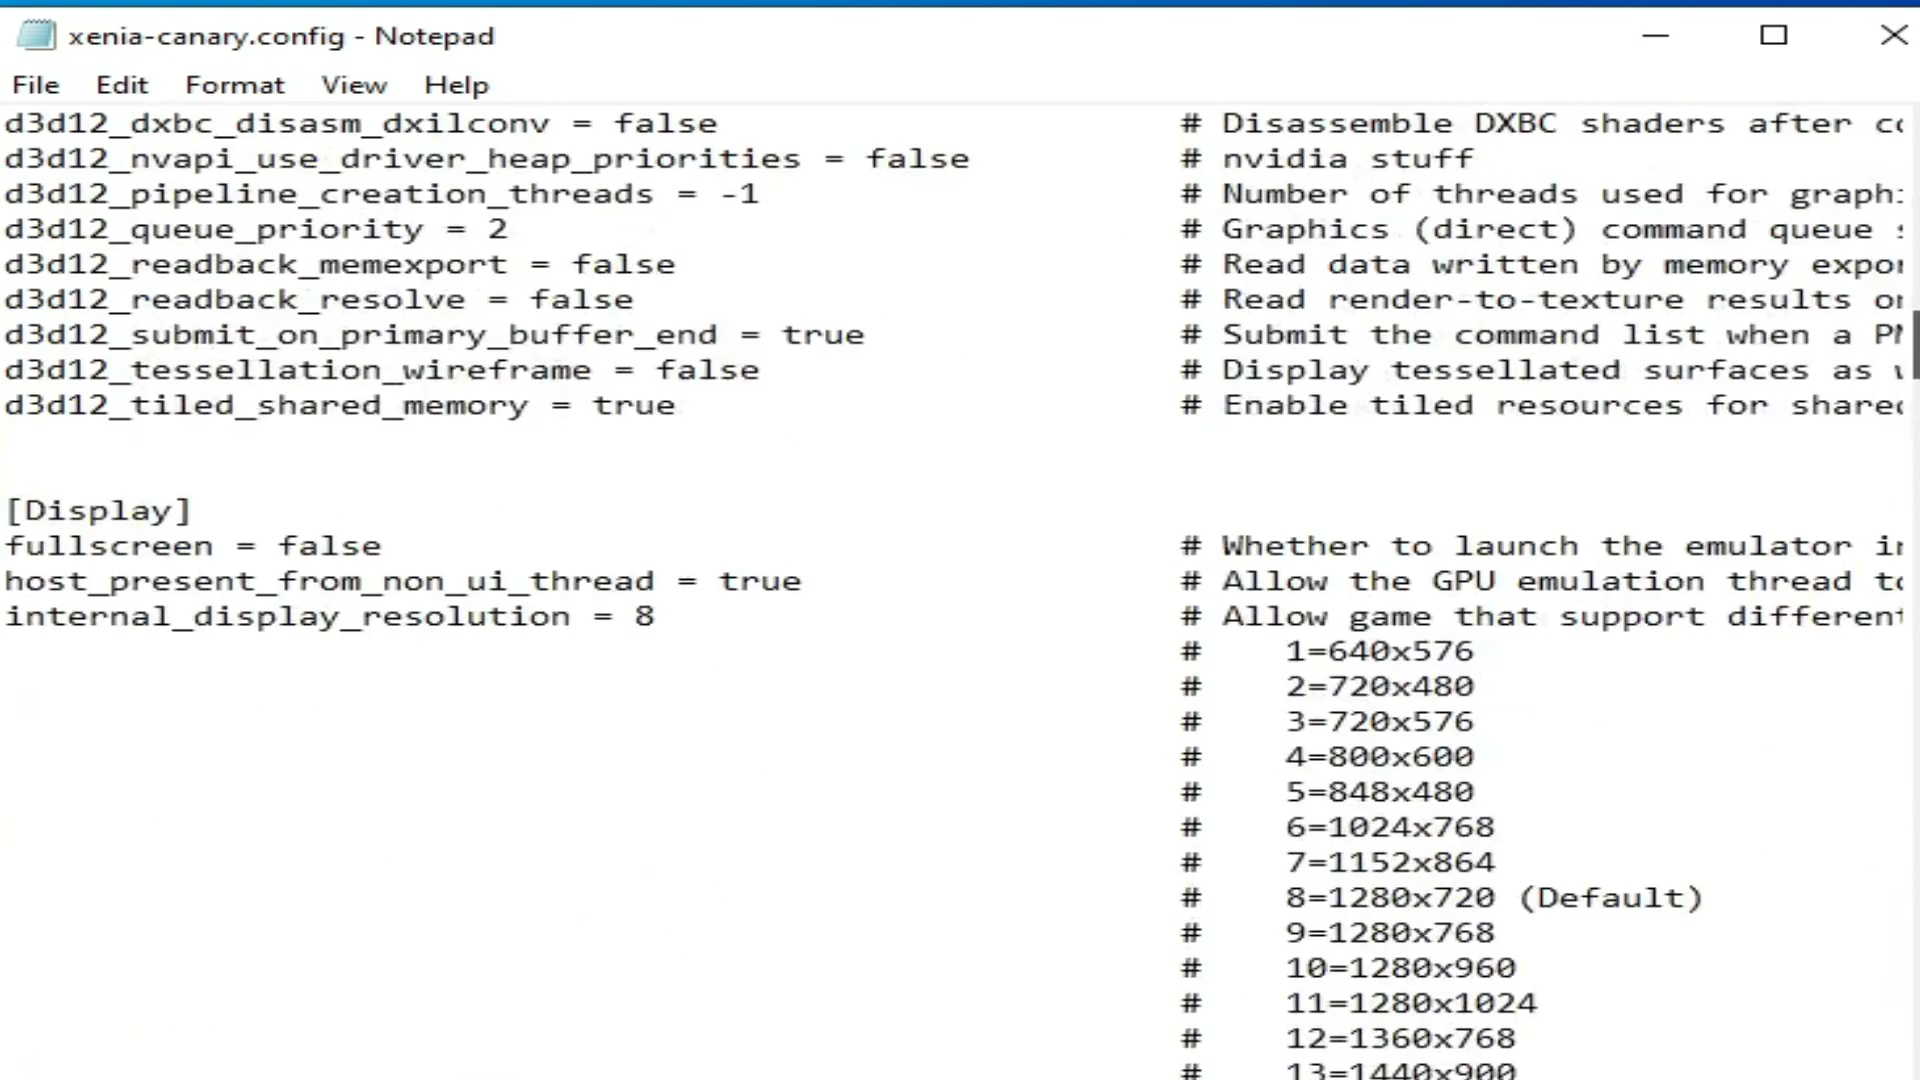 xenia-canary.config - Notepad
File Edit Format View Help
d3d12_dxbc_disasm_dxilconv = false # Disassemble DXBC shaders after
d3d12_nvapi_use_driver_heap_priorities = false # nvidia stuff
d3d12_pipeline_creation_threads = -1 # Number of threads used for
d3d12_queue_priority = 2 # Graphics (direct) command queue
d3d12_readback_memexport = false # Read data written by memory
d3d12_readback_resolve = false # Read render-to-texture results
d3d12_submit_on_primary_buffer_end = true # Submit the command list when a
d3d12_tessellation_wireframe = false # Display tessellated surfaces as
d3d12_tiled_shared_memory = true # Enable tiled resources for
[Display]
fullscreen = false # Whether to launch the emulator
host_present_from_non_ui_thread = true # Allow the GPU emulation thread
internal_display_resolution = 8 # Allow game that support different
# 1=640x576
# 2=720x480
# 3=720x576
# 4=800x600
# 5=848x480
# 6=1024x768
# 7=1152x864
# 8=1280x720 (Default)
# 9=1280x768
# 10=1280x960
# 11=1280x1024
# 12=1360x768
# 13=1440x900